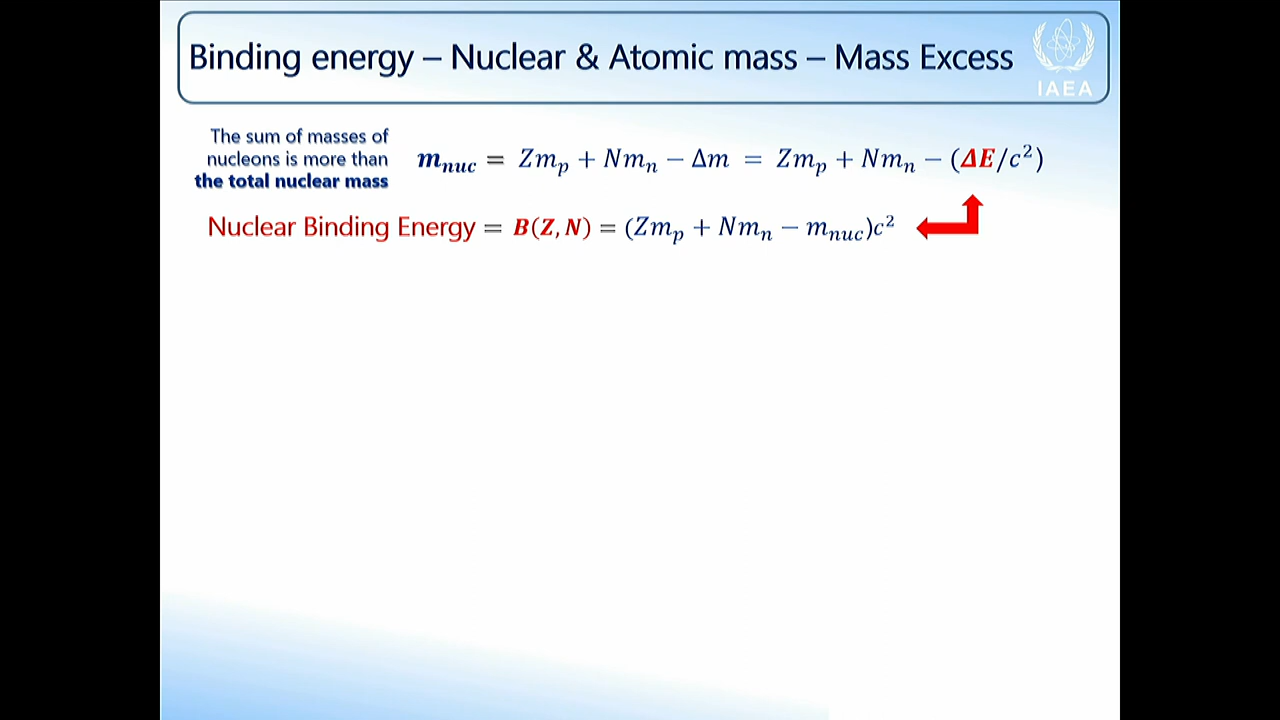 Binding energy – Nuclear & Atomic mass – Mass Excess
IAEA
The sum of masses of
nucleons is more than
the total nuclear mass
m_nuc = Zm_p + Nm_n − Δm = Zm_p + Nm_n − (ΔE/c²)
Nuclear Binding Energy = B(Z, N) = (Zm_p + Nm_n − m_nuc)c²